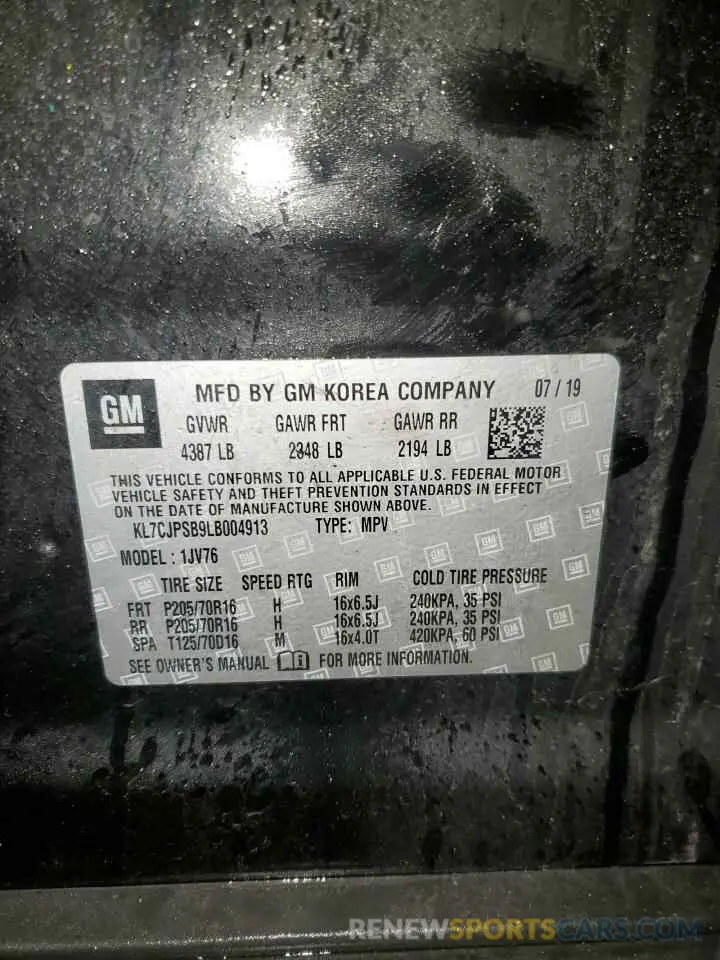 GM
MFD BY GM KOREA COMPANY 07 / 19
GVWR GAWR FRT GAWR RR
4387 LB 2348 LB 2194 LB
THIS VEHICLE CONFORMS TO ALL APPLICABLE U.S. FEDERAL MOTOR
VEHICLE SAFETY AND THEFT PREVENTION STANDARDS IN EFFECT
ON THE DATE OF MANUFACTURE SHOWN ABOVE.
KL7CJPSB9LB004913 TYPE: MPV
MODEL : 1JV76
TIRE SIZE SPEED RTG RIM COLD TIRE PRESSURE
FRT P205/70R16 H 16x6.5J 240KPA, 35 PSI
RR P205/70R16 H 16x6.5J 240KPA, 35 PSI
SPA T125/70D16 M 16x4.0T 420KPA, 60 PSI
SEE OWNER'S MANUAL FOR MORE INFORMATION.
RENEWSPORTSCARS.COM